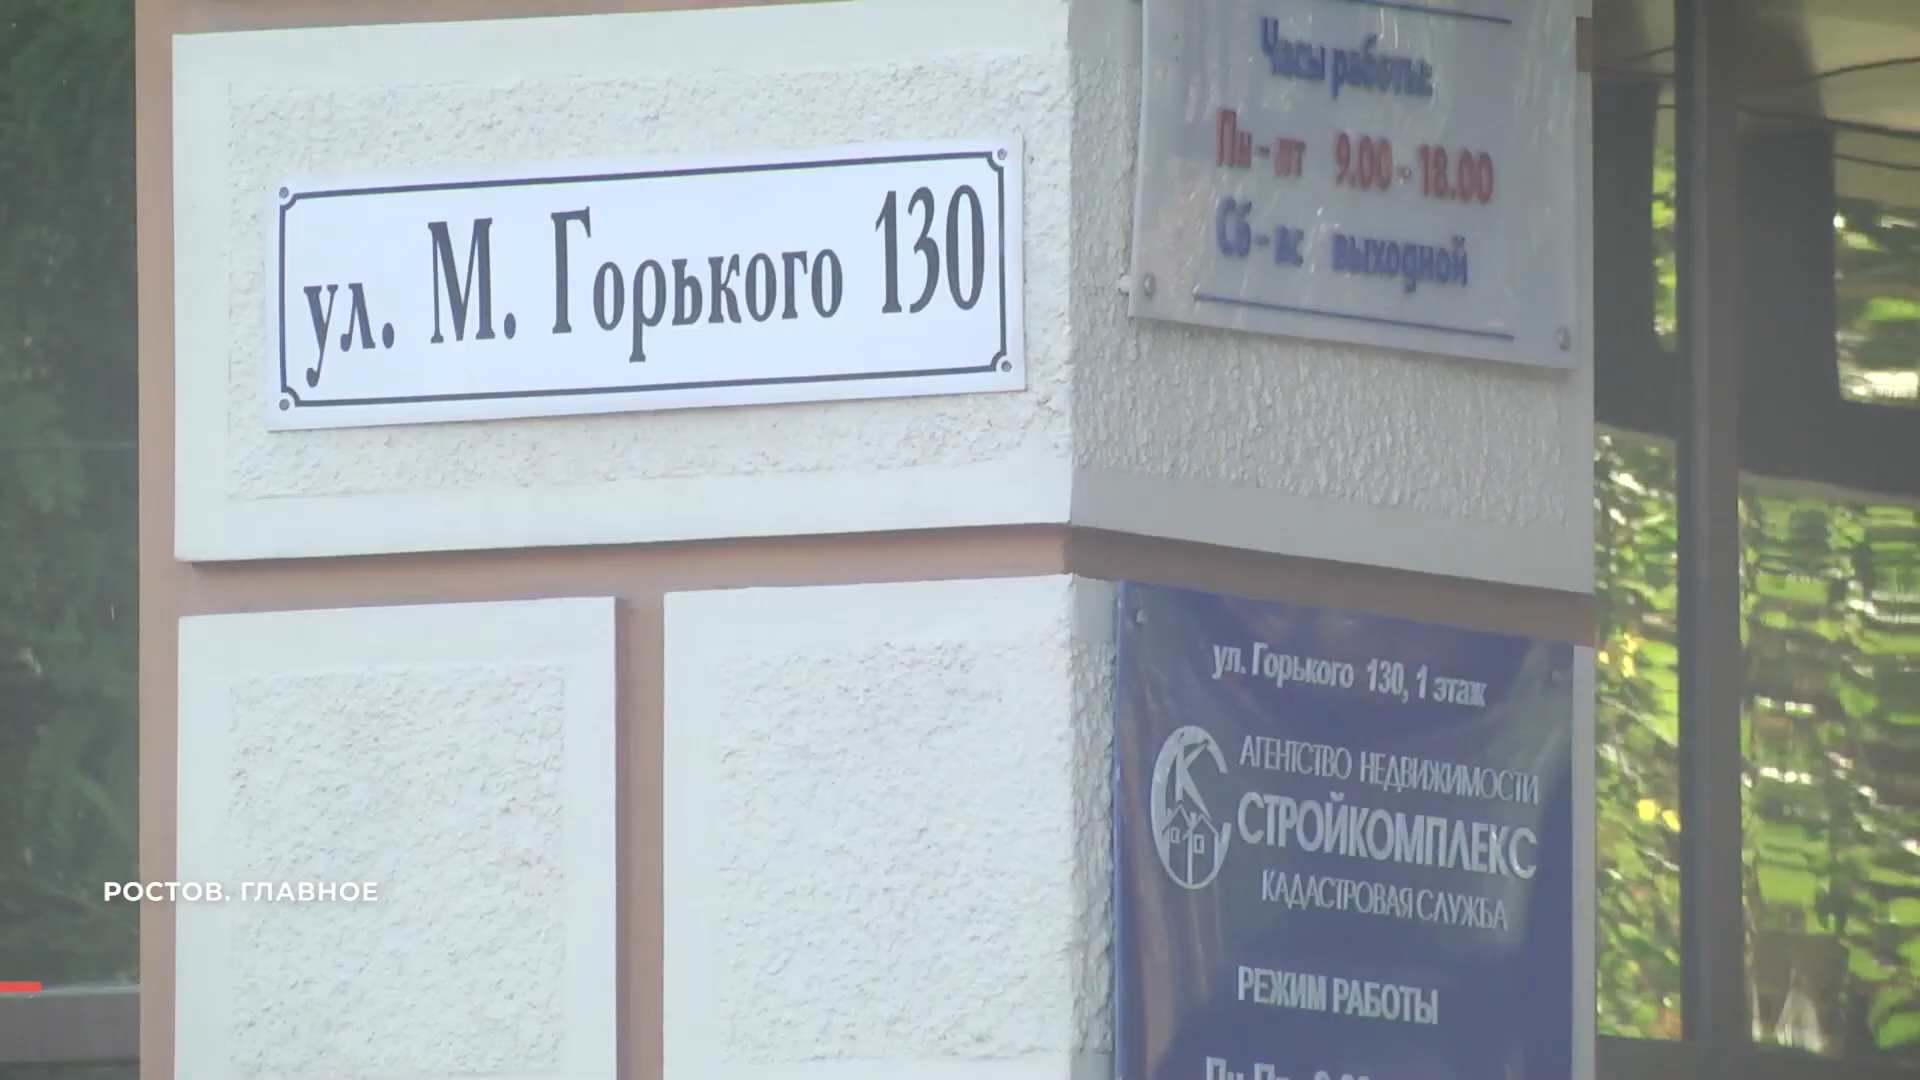 ул. М. Горького 130
Часы работы:
Пн - пт 9.00 - 18.00
Сб - вс выходной
ул. Горького 130, 1 этаж
АГЕНТСТВО НЕДВИЖИМОСТИ
СТРОЙКОМПЛЕКС
КАДАСТРОВАЯ СЛУЖБА
РЕЖИМ РАБОТЫ
РОСТОВ. ГЛАВНОЕ